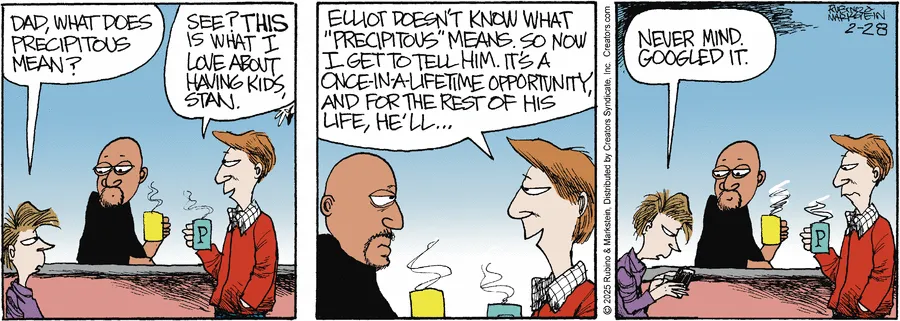 DAD, WHAT DOES
PRECIPITOUS
MEAN?
SEE? THIS
IS WHAT I
LOVE ABOUT
HAVING KIDS,
STAN.
P
ELLIOT DOESN'T KNOW WHAT
"PRECIPITOUS" MEANS. SO NOW
I GET TO TELL HIM. IT'S A
ONCE-IN-A-LIFETIME OPPORTUNITY,
AND FOR THE REST OF HIS
LIFE, HE'LL...
© 2025 Rubino & Markstein, Distributed by Creators Syndicate, Inc. Creators.com
NEVER MIND.
GOOGLED IT.
RUBINO &
MARKSTEIN
2-28
P